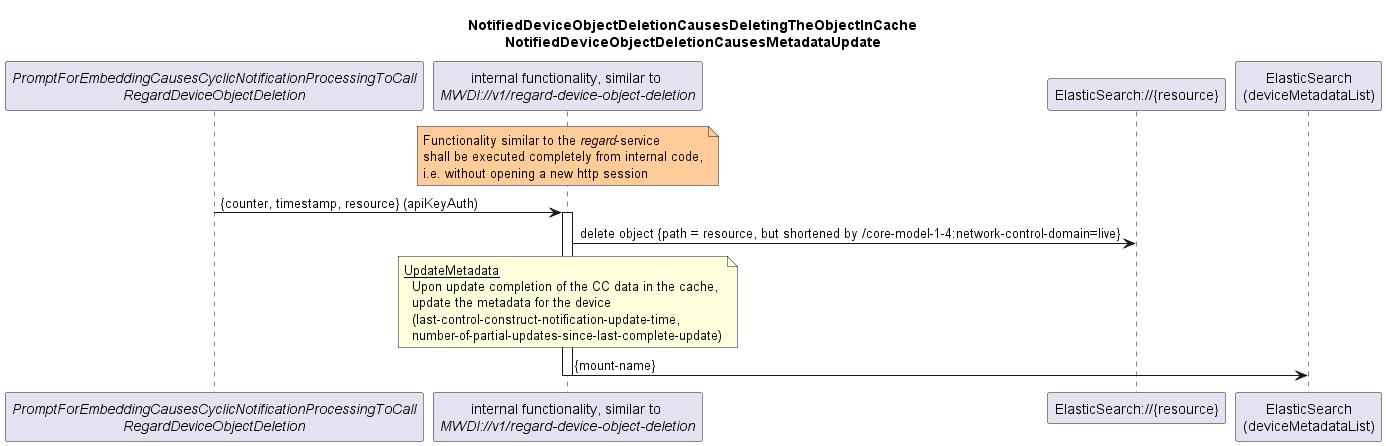 NotifiedDeviceObjectDeletionCausesDeletingTheObjectInCache
NotifiedDeviceObjectDeletionCausesMetadataUpdate
PromptForEmbeddingCausesCyclicNotificationProcessingToCall
RegardDeviceObjectDeletion
internal functionality, similar to
MWDI://v1/regard-device-object-deletion
ElasticSearch://{resource}
ElasticSearch
(deviceMetadataList)
Functionality similar to the regard-service
shall be executed completely from internal code,
i.e. without opening a new http session
{counter, timestamp, resource} (apiKeyAuth)
delete object {path = resource, but shortened by /core-model-1-4:network-control-domain=live}
UpdateMetadata
Upon update completion of the CC data in the cache,
update the metadata for the device
(last-control-construct-notification-update-time,
number-of-partial-updates-since-last-complete-update)
{mount-name}
PromptForEmbeddingCausesCyclicNotificationProcessingToCall
RegardDeviceObjectDeletion
internal functionality, similar to
MWDI://v1/regard-device-object-deletion
ElasticSearch://{resource}
ElasticSearch
(deviceMetadataList)